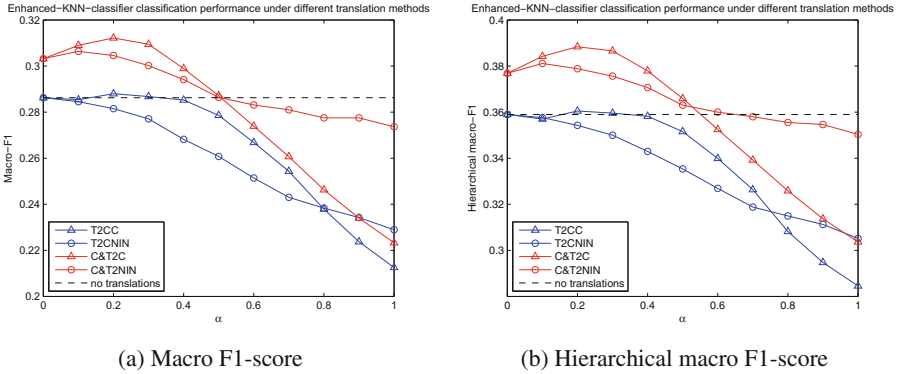 Enhanced−KNN−classifier classification performance under different translation methods
0.32
0.3
0.28
0.26
0.24
0.22
0.2
Macro−F1
T2CC
T2CNIN
C&T2C
C&T2NIN
no translations
0 0.2 0.4 0.6 0.8 1
α
(a) Macro F1-score
Enhanced−KNN−classifier classification performance under different translation methods
0.4
0.38
0.36
0.34
0.32
0.3
Hierarchical macro−F1
T2CC
T2CNIN
C&T2C
C&T2NIN
no translations
0 0.2 0.4 0.6 0.8 1
α
(b) Hierarchical macro F1-score